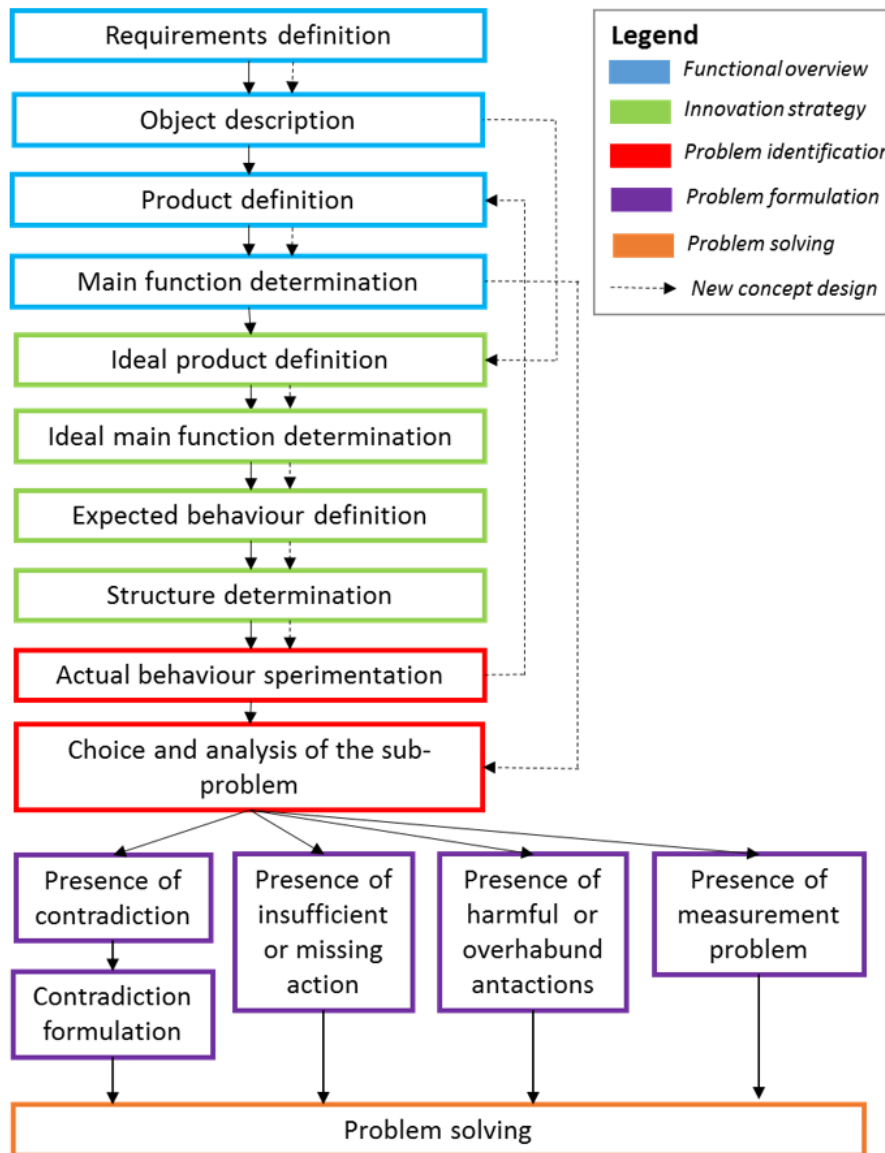 Requirements definition
Object description
Product definition
Main function determination
Ideal product definition
Ideal main function determination
Expected behaviour definition
Structure determination
Actual behaviour sperimentation
Choice and analysis of the sub-
problem
Presence of
contradiction
Contradiction
formulation
Presence of
insufficient
or missing
action
Presence of
harmful or
overhabund
antactions
Presence of
measurement
problem
Problem solving
Legend
Functional overview
Innovation strategy
Problem identification
Problem formulation
Problem solving
New concept design